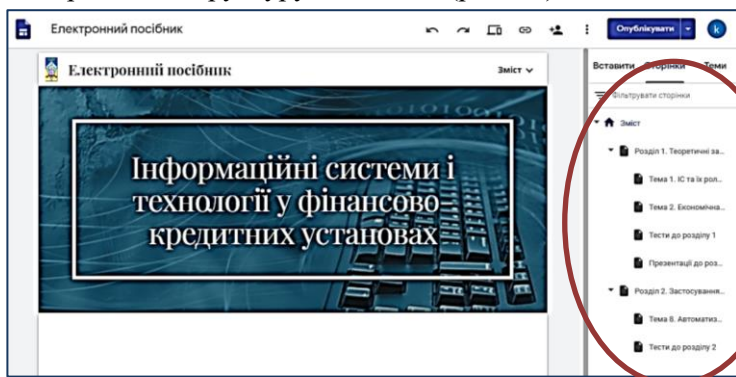 Електронний посібник
Опублікувати
k
Електронний посібник
Зміст
Інформаційні системи і
технології у фінансово
кредитних установах
Вставити Сторінки Теми
Фільтрувати сторінки
Зміст
Розділ 1. Теоретичні за...
Тема 1. ІС та їх рол...
Тема 2. Економічна...
Тести до розділу 1
Презентації до роз...
Розділ 2. Застосування...
Тема 8. Автоматиз...
Тести до розділу 2